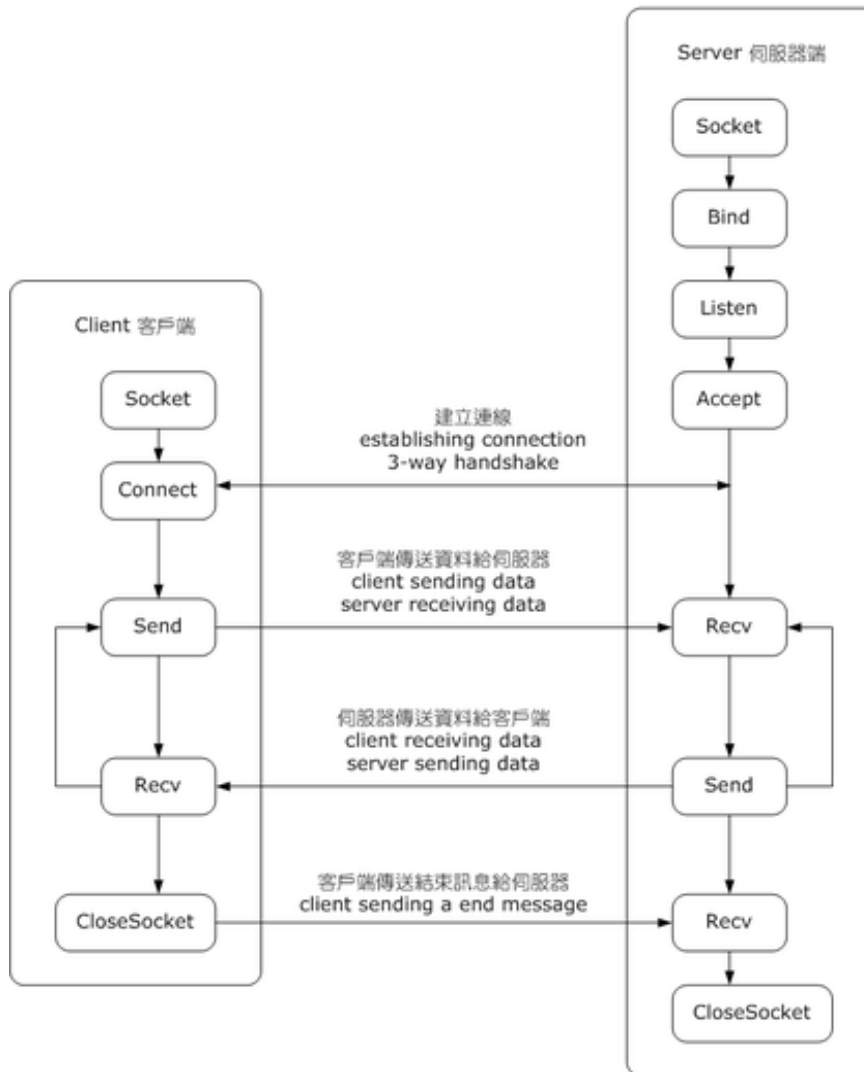 Server 伺服器端
Socket
Bind
Listen
Accept
Client 客戶端
Socket
Connect
建立連線
establishing connection
3-way handshake
客戶端傳送資料給伺服器
client sending data
server receiving data
Send
Recv
伺服器傳送資料給客戶端
client receiving data
server sending data
Recv
Send
客戶端傳送結束訊息給伺服器
client sending a end message
CloseSocket
Recv
CloseSocket